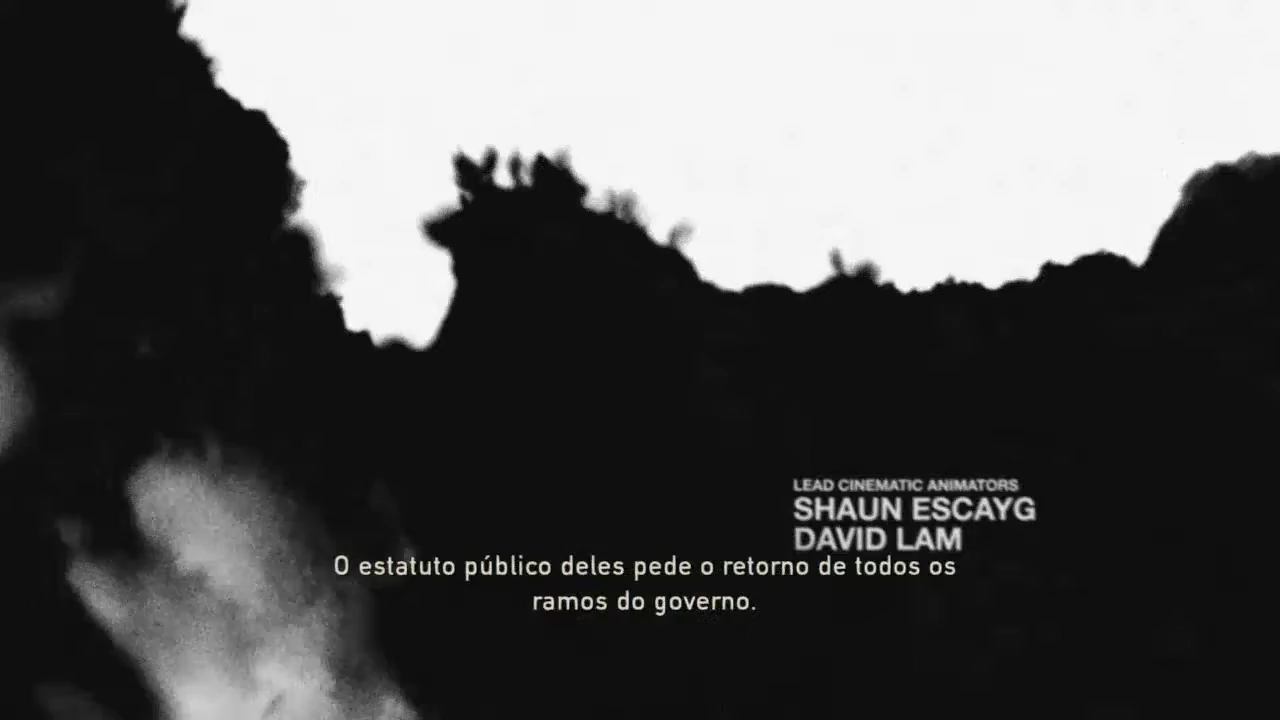 LEAD CINEMATIC ANIMATORS
SHAUN ESCAYG
DAVID LAM
O estatuto público deles pede o retorno de todos os
ramos do governo.